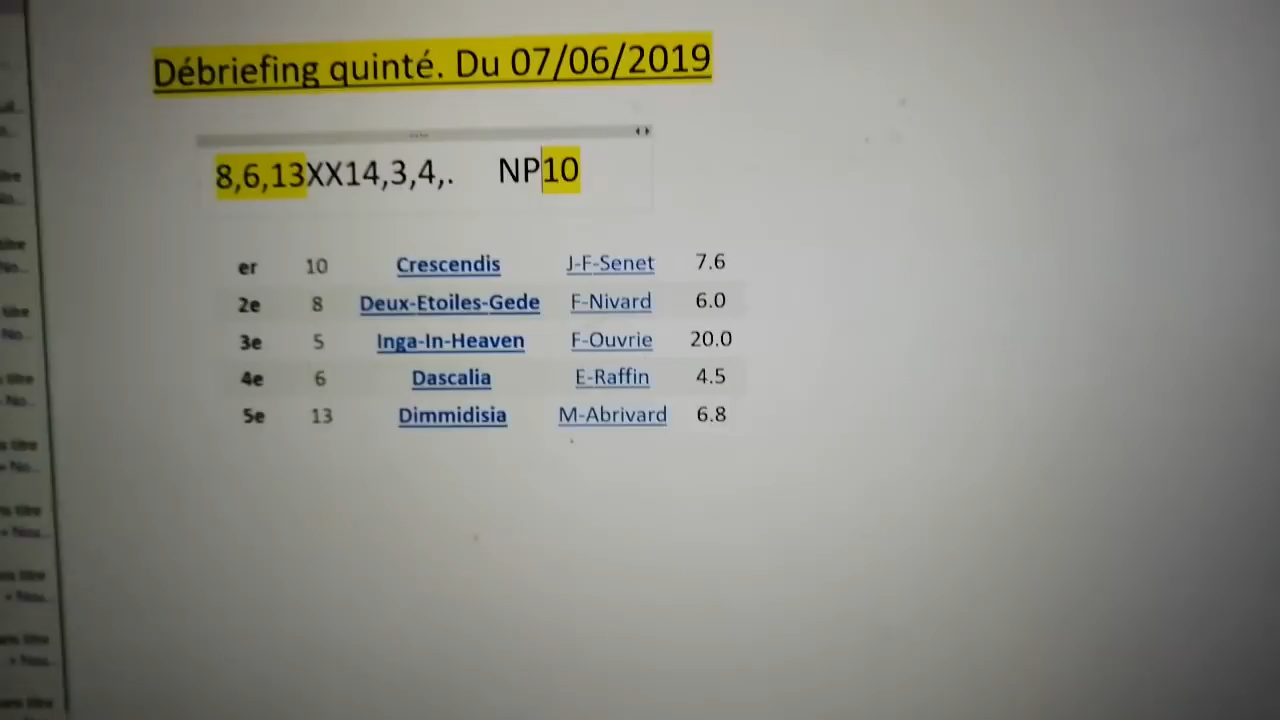 Débriefing quinté. Du 07/06/2019
8,6,13XX14,3,4,. NP10
er 10 Crescendis J-F-Senet 7.6
2e 8 Deux-Etoiles-Gede F-Nivard 6.0
3e 5 Inga-In-Heaven F-Ouvrie 20.0
4e 6 Dascalia E-Raffin 4.5
5e 13 Dimmidisia M-Abrivard 6.8